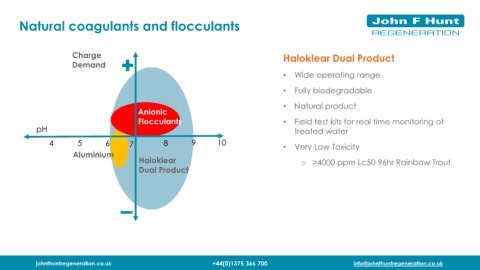 Natural coagulants and flocculants
John F Hunt
REGENERATION
Charge
Demand
+
Anionic
Flocculants
pH
4 5 6 7 8 9 10
Aluminium
Haloklear
Dual Product
–
Haloklear Dual Product
• Wide operating range
• Fully biodegradable
• Natural product
• Field test kits for real time monitoring of
treated water
• Very Low Toxicity
o >4000 ppm Lc50 96hr Rainbow Trout
johnfhuntregeneration.co.uk +44(0)1375 366 700 info@johnfhuntregeneration.co.uk